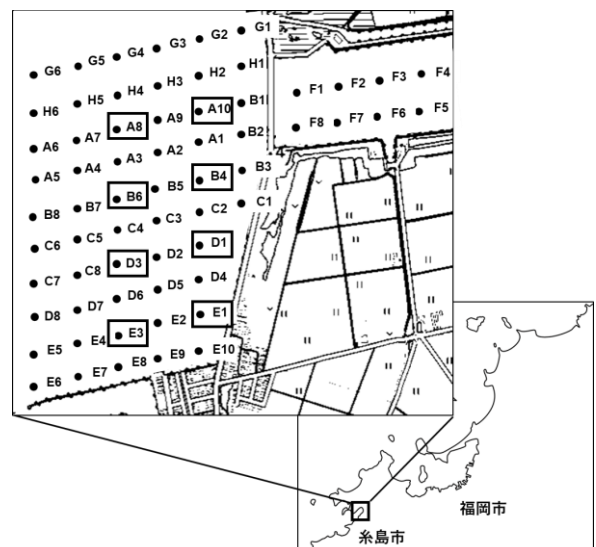 G6 G5 G4 G3 G2 G1
H6 H5 H4 H3 H2 H1
A6 A7 A8 A9 A10 B1
A5 A4 A3 A2 A1 B2
B8 B7 B6 B5 B4 B3
C6 C5 C4 C3 C2 C1
C7 C8 D3 D2 D1
D8 D7 D6 D5 D4
E5 E4 E3 E2 E1
E6 E7 E8 E9 E10
F1 F2 F3 F4
F8 F7 F6 F5
福岡市
糸島市